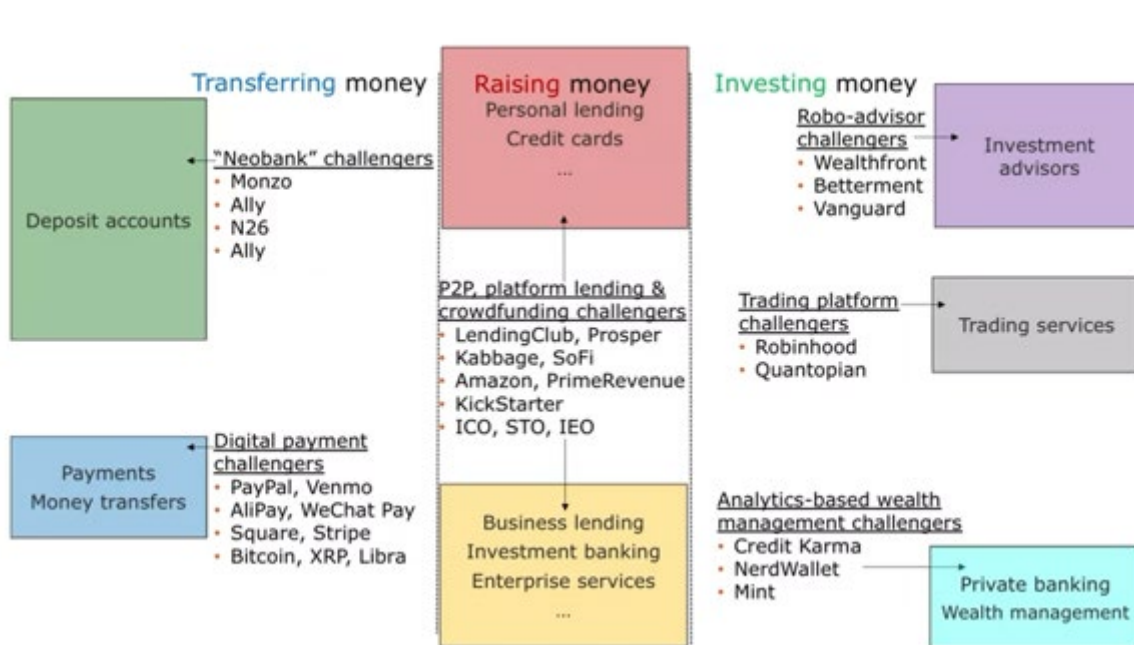 Transferring money
Deposit accounts
“Neobank” challengers
• Monzo
• Ally
• N26
• Ally
Payments
Money transfers
Digital payment
challengers
• PayPal, Venmo
• AliPay, WeChat Pay
• Square, Stripe
• Bitcoin, XRP, Libra
Raising money
Personal lending
Credit cards
...
P2P, platform lending &
crowdfunding challengers
• LendingClub, Prosper
• Kabbage, SoFi
• Amazon, PrimeRevenue
• KickStarter
• ICO, STO, IEO
Business lending
Investment banking
Enterprise services
...
Investing money
Robo-advisor
challengers
• Wealthfront
• Betterment
• Vanguard
Investment
advisors
Trading platform
challengers
• Robinhood
• Quantopian
Trading services
Analytics-based wealth
management challengers
• Credit Karma
• NerdWallet
• Mint
Private banking
Wealth management